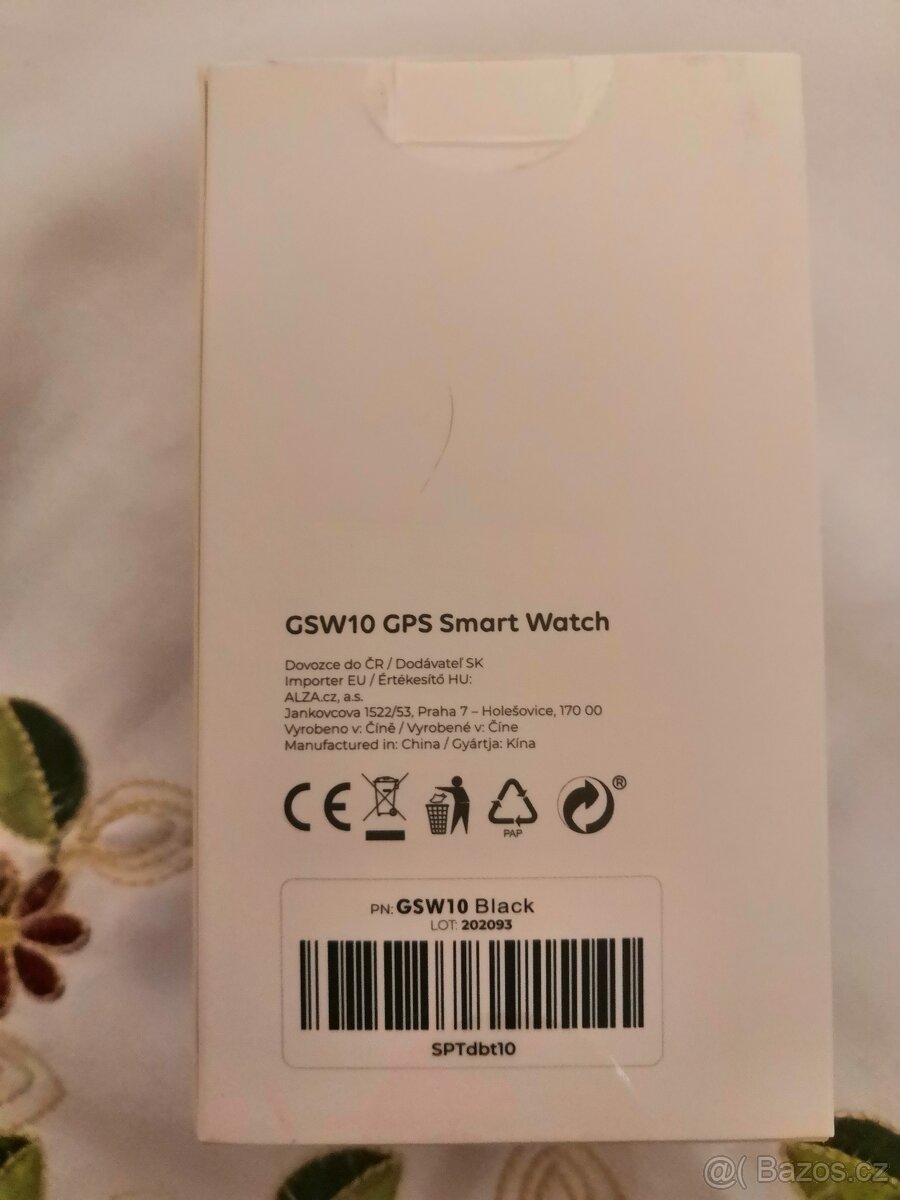 GSW10 GPS Smart Watch
Dovozce do ČR / Dodávateľ SK
Importer EU / Értékesítő HU:
ALZA.cz, a.s.
Jankovcova 1522/53, Praha 7 – Holešovice, 170 00
Vyrobeno v: Číně / Vyrobené v: Číne
Manufactured in: China / Gyártja: Kína
CE
PAP
®
PN: GSW10 Black
LOT: 202093
SPTdbt10
@( Bazos.cz